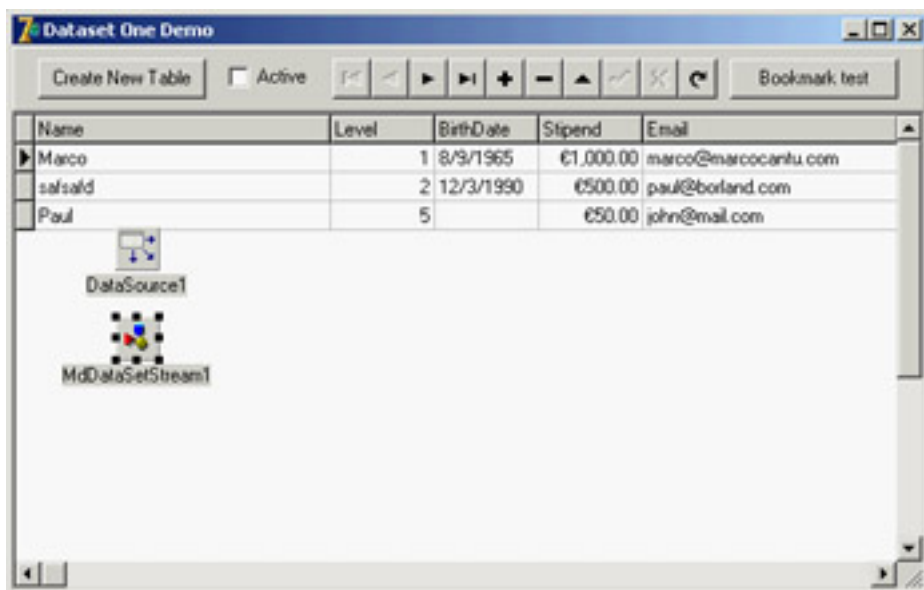 Dataset One Demo
Create New Table Active Bookmark test
Name Level BirthDate Stipend Email
Marco 1 8/9/1965 €1,000.00 marco@marcocantu.com
safsafd 2 12/3/1990 €500.00 paul@borland.com
Paul 5 €50.00 john@mail.com
DataSource1
MdDataSetStream1